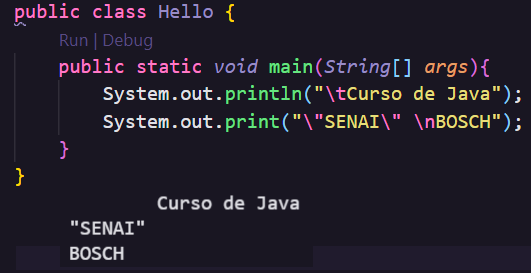 public class Hello {
Run | Debug
public static void main(String[] args){
System.out.println("\tCurso de Java");
System.out.print("\"SENAI\" \nBOSCH");
}
}
Curso de Java
"SENAI"
BOSCH